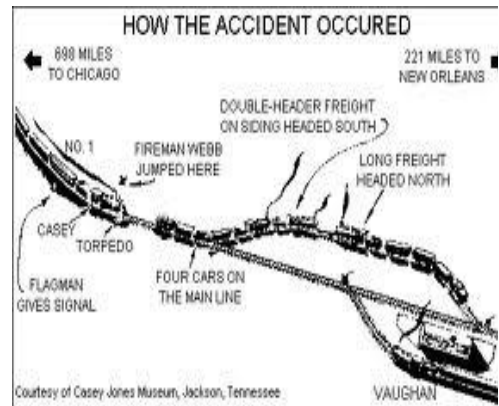 HOW THE ACCIDENT OCCURED
698 MILES
TO CHICAGO
221 MILES TO
NEW ORLEANS
DOUBLE-HEADER FREIGHT
ON SIDING HEADED SOUTH
NO. 1
FIREMAN WEBB
JUMPED HERE
LONG FREIGHT
HEADED NORTH
CASEY
TORPEDO
FLAGMAN
GIVES SIGNAL
FOUR CARS ON
THE MAIN LINE
Courtesy of Casey Jones Museum, Jackson, Tennessee
VAUGHAN